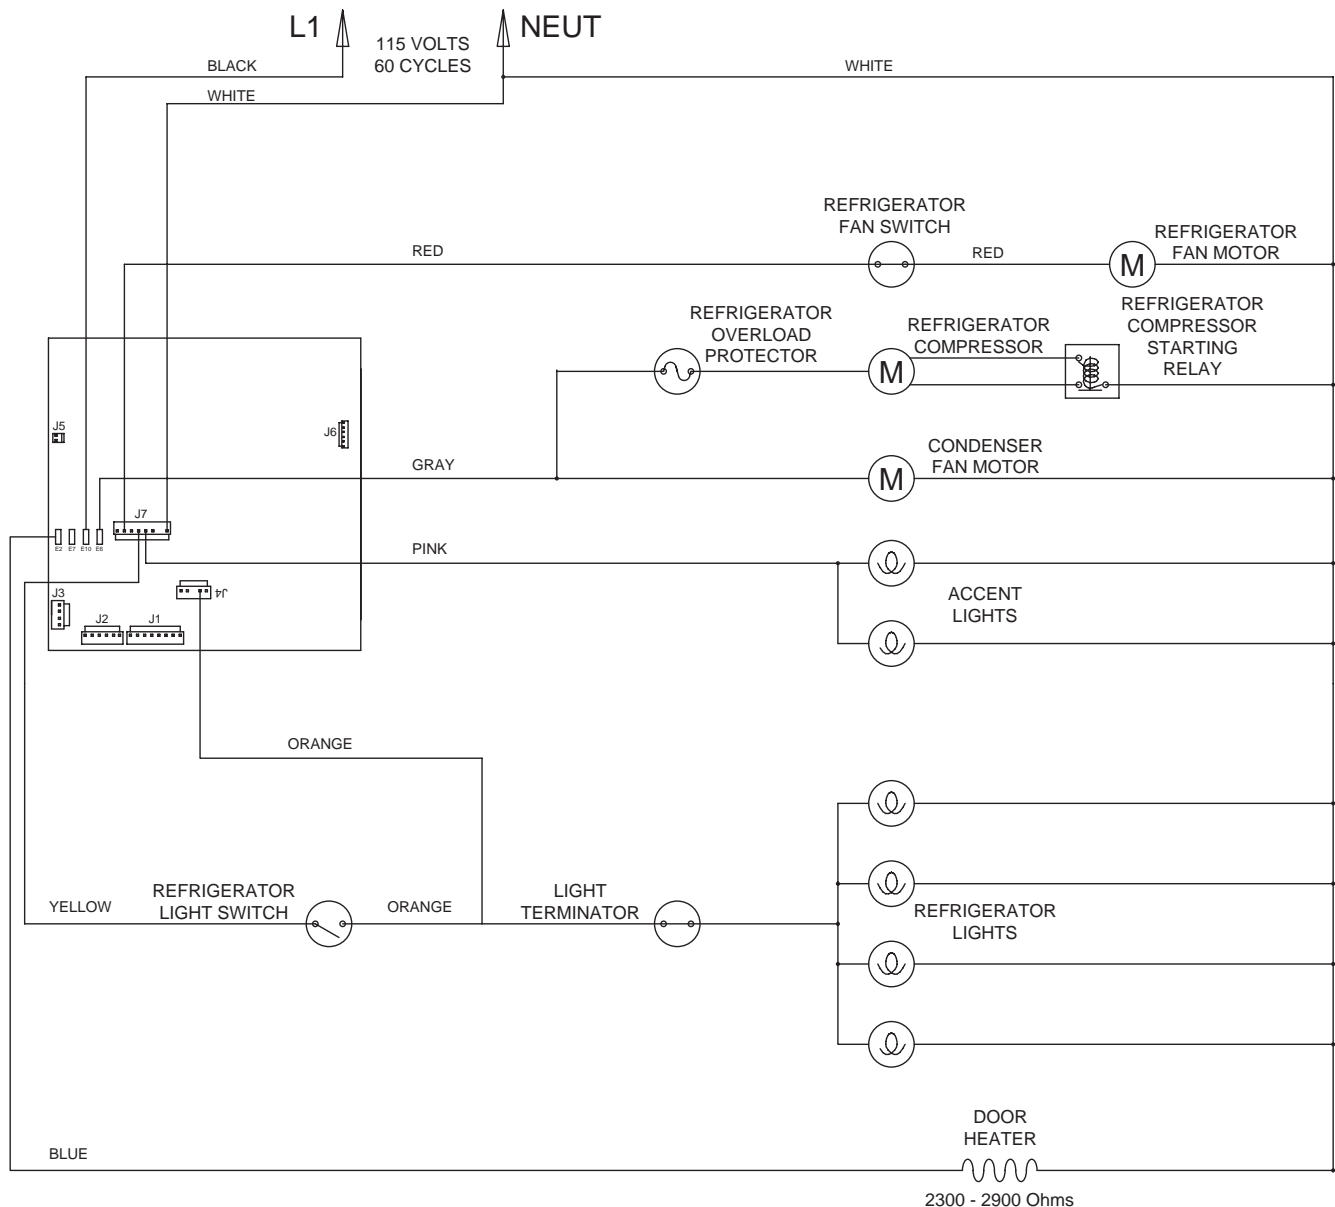 L1
115 VOLTS
60 CYCLES
NEUT
BLACK
WHITE
WHITE
REFRIGERATOR
FAN SWITCH
RED
RED
REFRIGERATOR
FAN MOTOR
REFRIGERATOR
OVERLOAD
PROTECTOR
REFRIGERATOR
COMPRESSOR
REFRIGERATOR
COMPRESSOR
STARTING
RELAY
M
M
J5
J6
GRAY
CONDENSER
FAN MOTOR
M
J7
E2
E7
E10
E6
PINK
J3
J4
J2
J1
ACCENT
LIGHTS
ORANGE
YELLOW
REFRIGERATOR
LIGHT SWITCH
ORANGE
LIGHT
TERMINATOR
REFRIGERATOR
LIGHTS
BLUE
DOOR
HEATER
2300 - 2900 Ohms